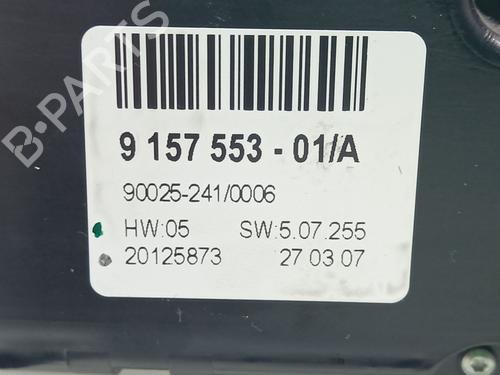 B-PARTS
9 157 553 - 01/A
90025-241/0006
HW:05 SW:5.07.255
20125873 27 03 07